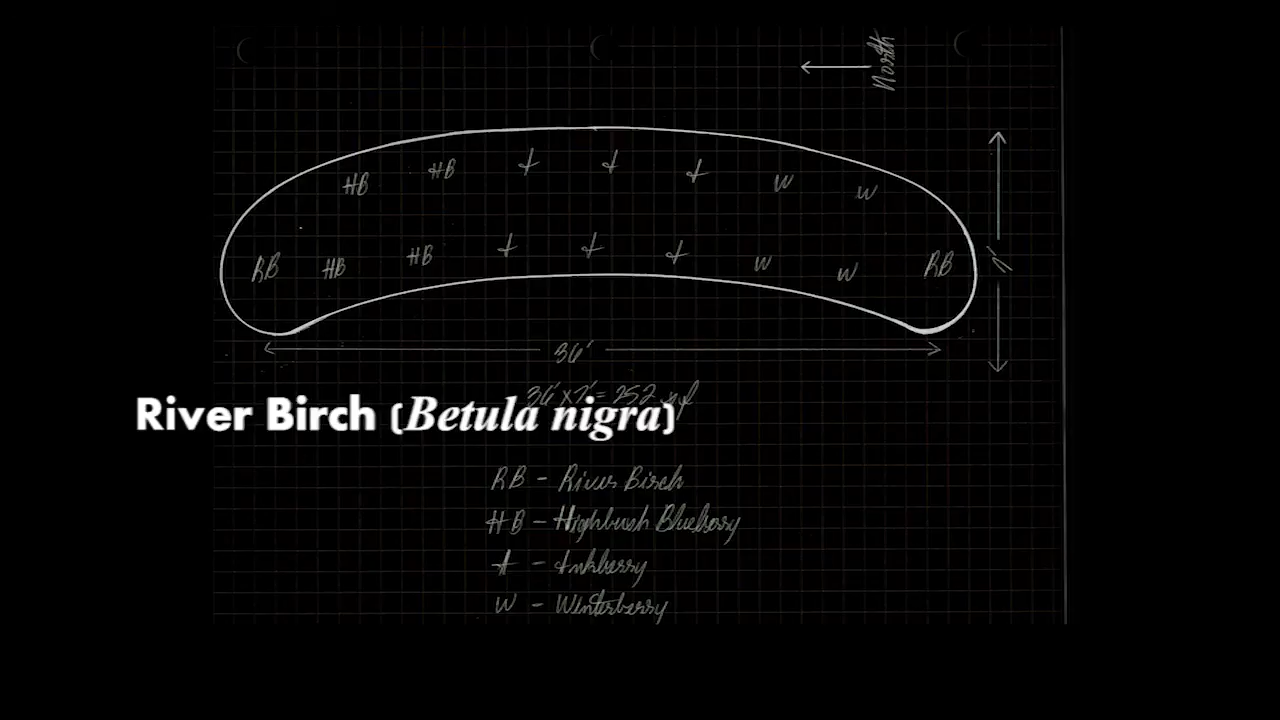 North
HB HB I I I W W
RB HB HB I I I W W RB
7'
36'
36' x 7' = 252 sf
River Birch (Betula nigra)
RB - River Birch
HB - Highbush Blueberry
I - Inkberry
W - Winterberry